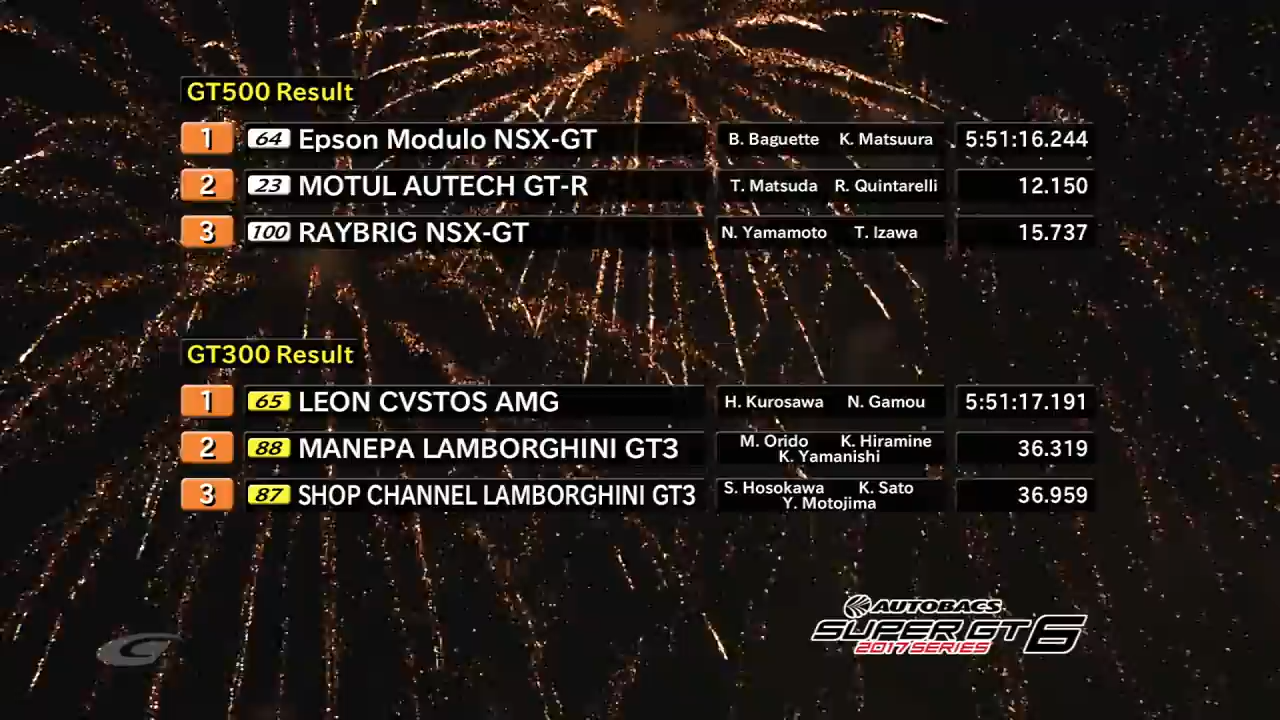 GT500 Result
1 64 Epson Modulo NSX-GT B. Baguette K. Matsuura 5:51:16.244
2 23 MOTUL AUTECH GT-R T. Matsuda R. Quintarelli 12.150
3 100 RAYBRIG NSX-GT N. Yamamoto T. Izawa 15.737
GT300 Result
1 65 LEON CVSTOS AMG H. Kurosawa N. Gamou 5:51:17.191
2 88 MANEPA LAMBORGHINI GT3 M. Orido K. Hiramine 36.319
K. Yamanishi
3 87 SHOP CHANNEL LAMBORGHINI GT3 S. Hosokawa K. Sato 36.959
Y. Motojima
AUTOBACS
SUPER GT 6
2017 SERIES